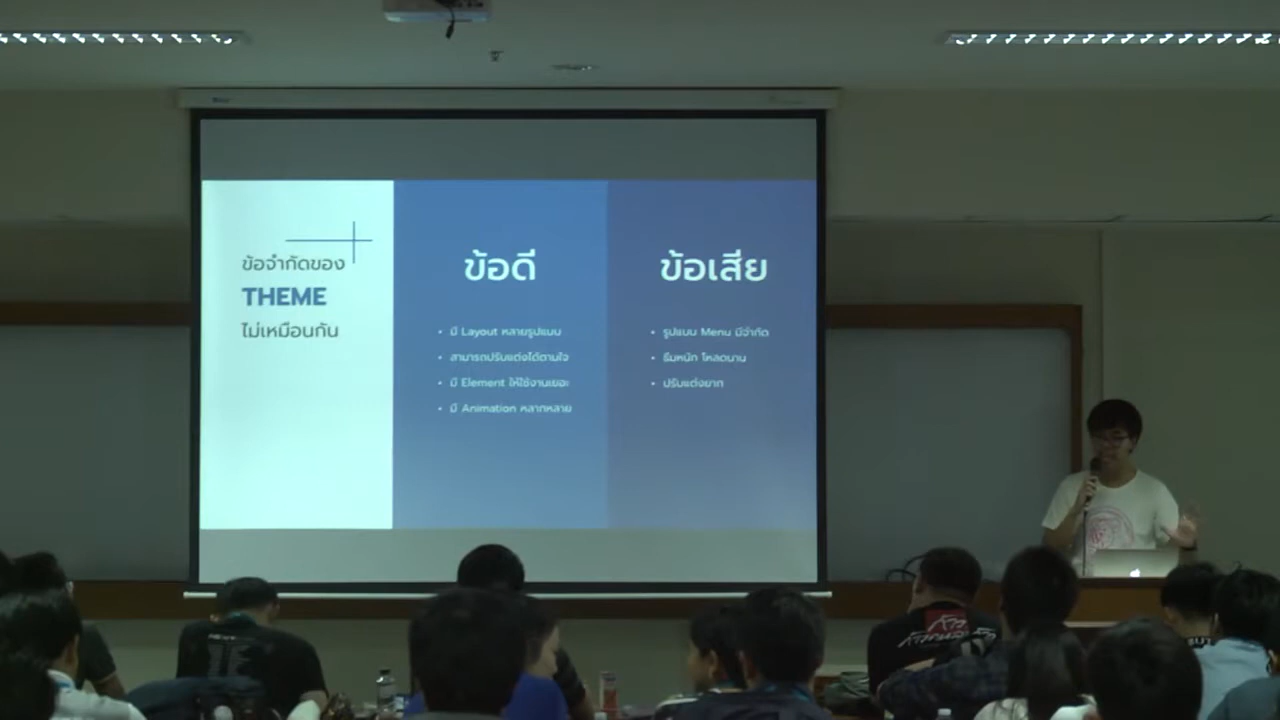 ข้อจำกัดของ
THEME
ไม่เหมือนกัน
ข้อดี
• มี Layout หลายรูปแบบ
• สามารถปรับแต่งได้ตามใจ
• มี Element ให้ใช้งานเยอะ
• มี Animation หลากหลาย
ข้อเสีย
• รูปแบบ Menu มีจำกัด
• ธีมหนัก โหลดนาน
• ปรับแต่งยาก
ก้าว